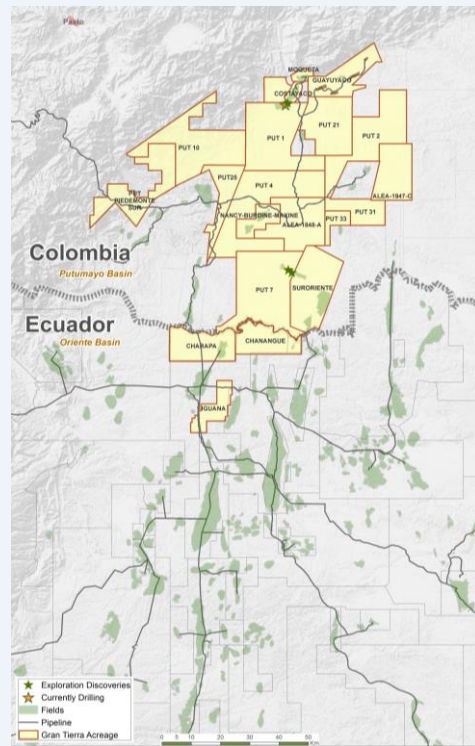 Pasto
MOQUETA
GUAYUYACO
COSTAYACO
PUT 10
PUT 1
PUT 21
PUT 2
PUT25
PUT 4
PUT
PIEDEMONTE
SUR
ALEA-1947-C
NANCY-BURDINE-MAXINE
ALEA-1848-A
PUT 33
PUT 31
Colombia
Putumayo Basin
PUT 7
SURORIENTE
Ecuador
Oriente Basin
CHARAPA
CHANANGUE
IGUANA
Exploration Discoveries
Currently Drilling
Fields
Pipeline
Gran Tierra Acreage
0 5 10 20 30 40 50